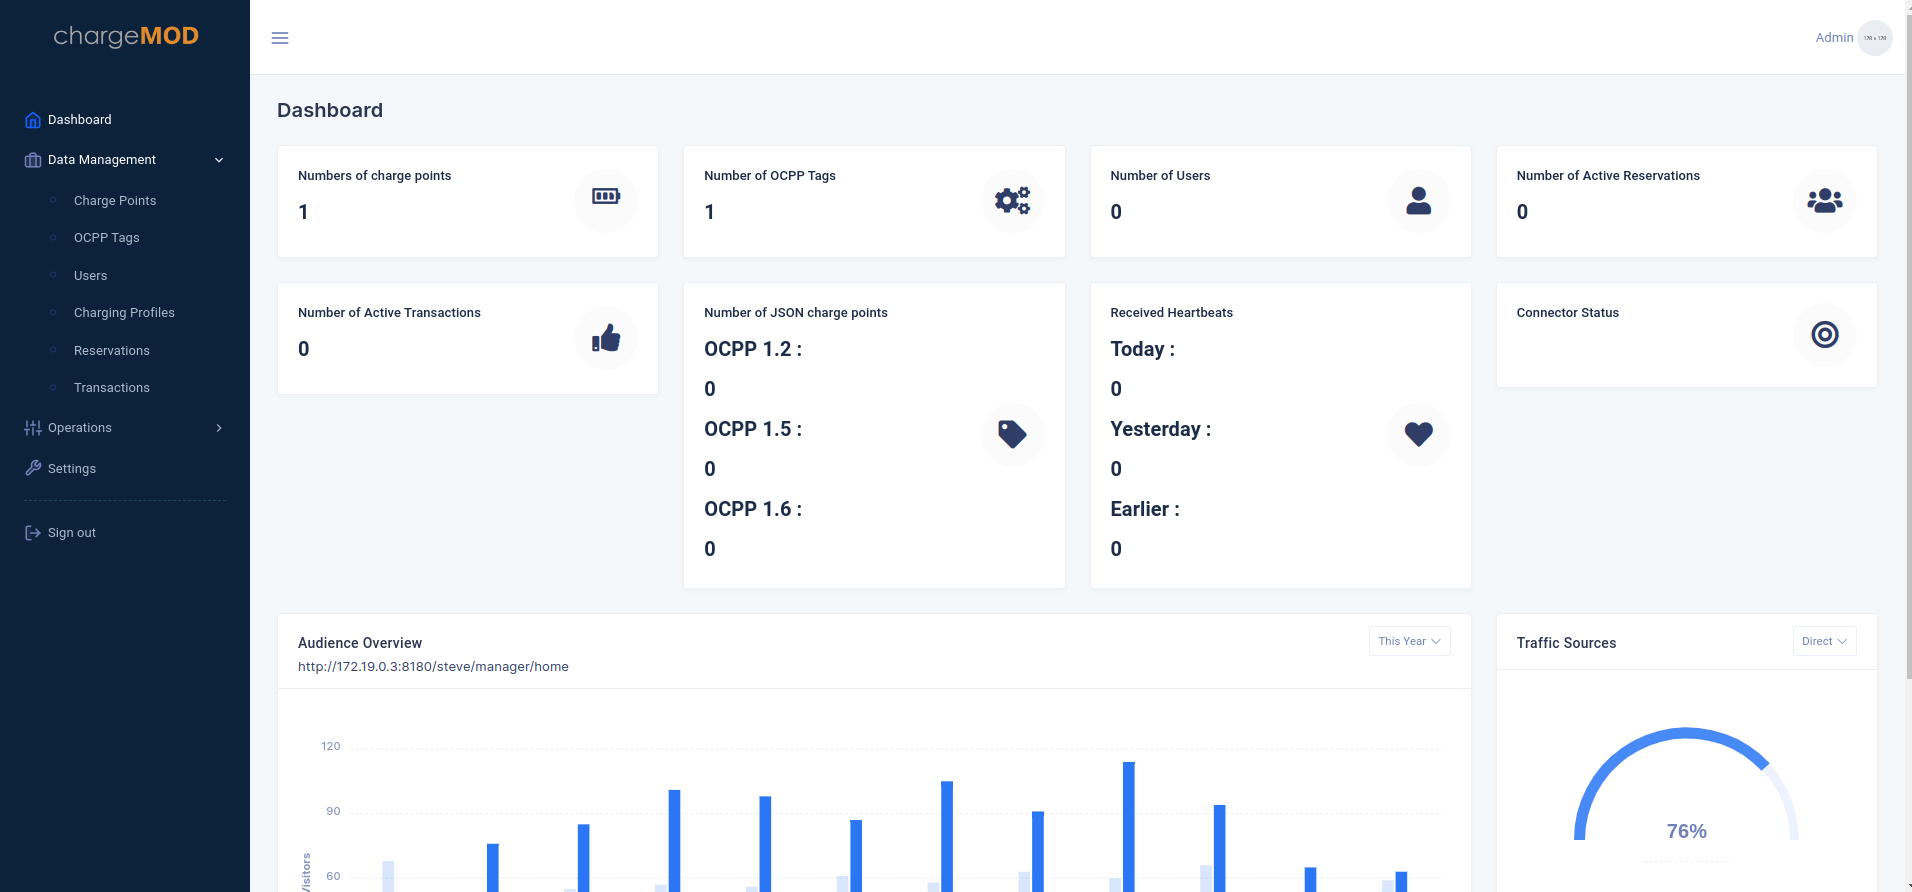 chargeMOD
Admin
Dashboard
Data Management
Charge Points
OCPP Tags
Users
Charging Profiles
Reservations
Transactions
Operations
Settings
Sign out
Dashboard
Numbers of charge points
1
Number of OCPP Tags
1
Number of Users
0
Number of Active Reservations
0
Number of Active Transactions
0
Number of JSON charge points
OCPP 1.2 :
0
OCPP 1.5 :
0
OCPP 1.6 :
0
Received Heartbeats
Today :
0
Yesterday :
0
Earlier :
0
Connector Status
Audience Overview
http://172.19.0.3:8180/steve/manager/home
This Year
120
90
60
Traffic Sources
Direct
76%